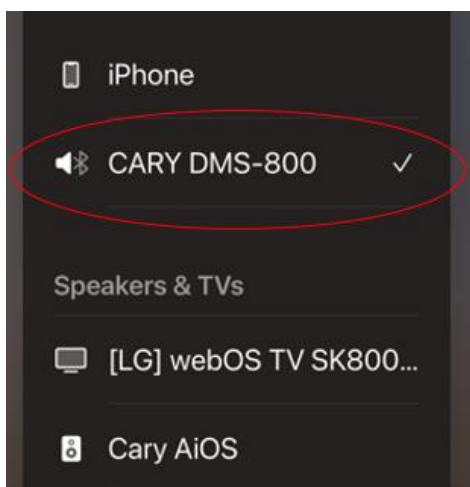 iPhone
CARY DMS-800
Speakers & TVs
[LG] webOS TV SK800...
Cary AiOS